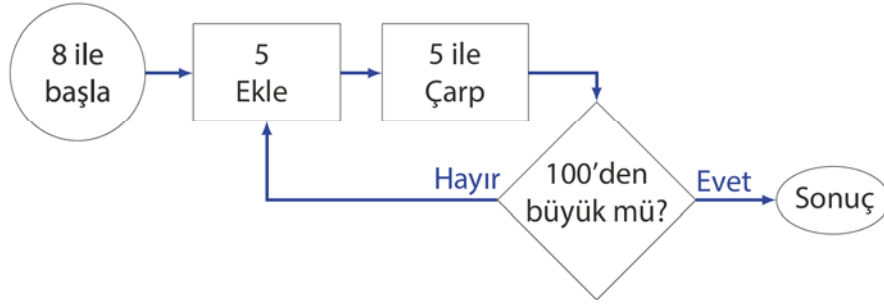 8 ile
başla
5
Ekle
5 ile
Çarp
Hayır
100’den
büyük mü?
Evet
Sonuç